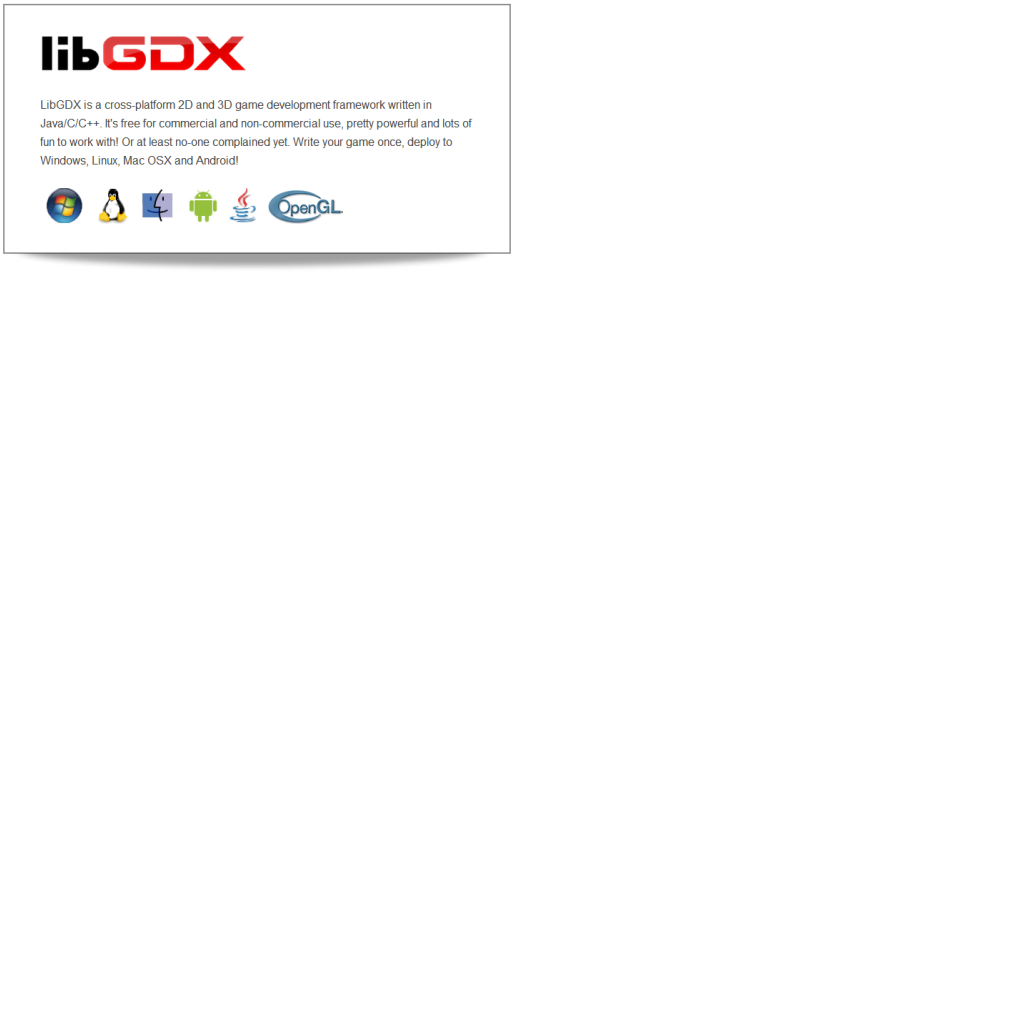 libGDX
LibGDX is a cross-platform 2D and 3D game development framework written in
Java/C/C++. It's free for commercial and non-commercial use, pretty powerful and lots of
fun to work with! Or at least no-one complained yet. Write your game once, deploy to
Windows, Linux, Mac OSX and Android!
OpenGL